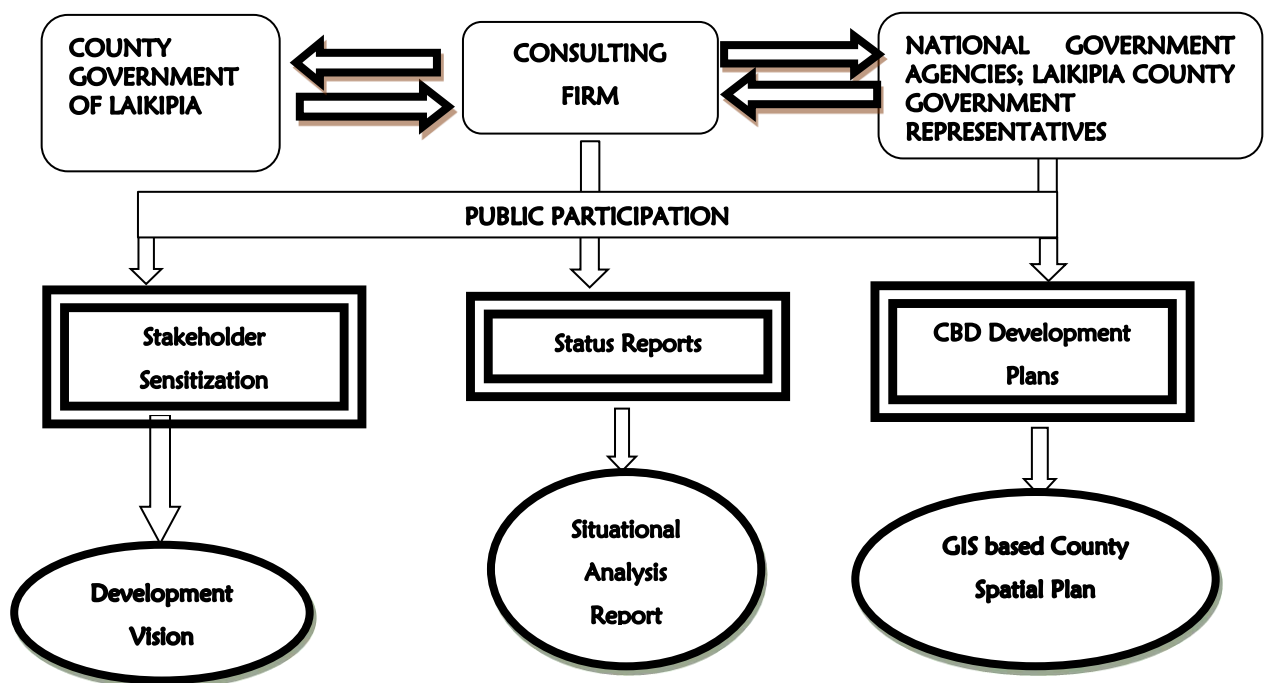 COUNTY
GOVERNMENT
OF LAIKIPIA
CONSULTING
FIRM
NATIONAL GOVERNMENT
AGENCIES; LAIKIPIA COUNTY
GOVERNMENT
REPRESENTATIVES
PUBLIC PARTICIPATION
Stakeholder
Sensitization
Status Reports
CBD Development
Plans
Development
Vision
Situational
Analysis
Report
GIS based County
Spatial Plan